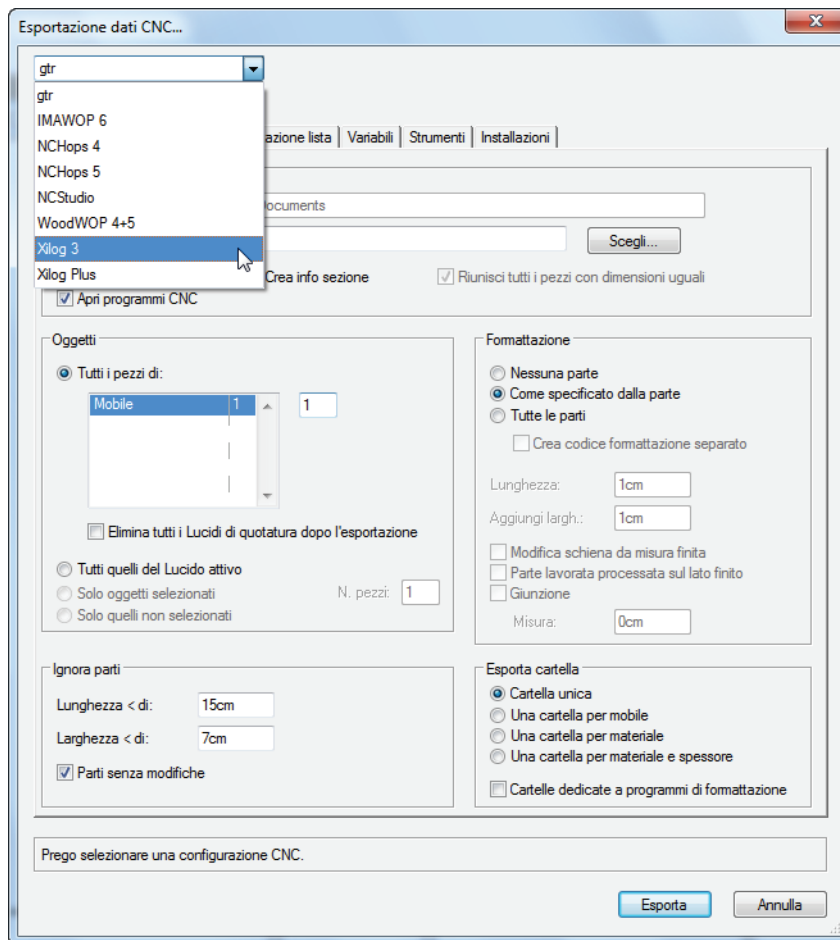 Esportazione dati CNC...
gtr
gtr
IMAWOP 6
NCHops 4
NCHops 5
NCStudio
WoodWOP 4+5
Xilog 3
Xilog Plus
azione lista Variabili Strumenti Installazioni
Documents
Scegli...
Crea info sezione Riunisci tutti i pezzi con dimensioni uguali
Apri programmi CNC
Oggetti
Tutti i pezzi di:
Mobile 1 1
Elimina tutti i Lucidi di quotatura dopo l'esportazione
Tutti quelli del Lucido attivo
Solo oggetti selezionati N. pezzi: 1
Solo quelli non selezionati
Formattazione
Nessuna parte
Come specificato dalla parte
Tutte le parti
Crea codice formattazione separato
Lunghezza: 1cm
Aggiungi largh.: 1cm
Modifica schiena da misura finita
Parte lavorata processata sul lato finito
Giunzione
Misura: 0cm
Ignora parti
Lunghezza < di: 15cm
Larghezza < di: 7cm
Parti senza modifiche
Esporta cartella
Cartella unica
Una cartella per mobile
Una cartella per materiale
Una cartella per materiale e spessore
Cartelle dedicate a programmi di formattazione
Prego selezionare una configurazione CNC.
Esporta Annulla